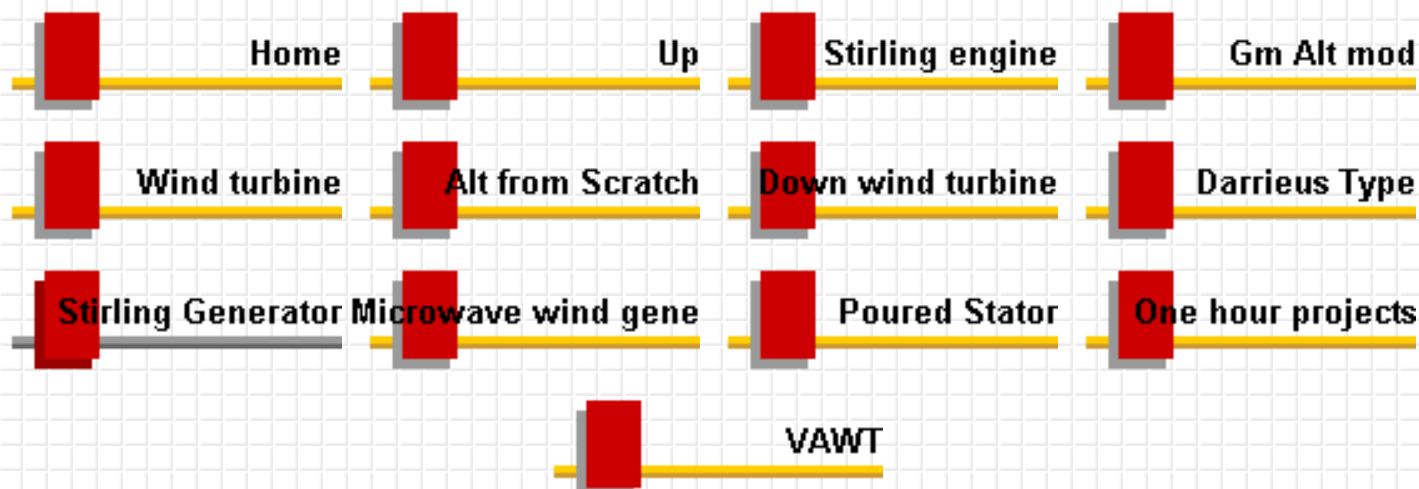 Home
Up
Stirling engine
Gm Alt mod
Wind turbine
Alt from Scratch
Down wind turbine
Darrieus Type
Stirling Generator
Microwave wind gene
Poured Stator
One hour projects
VAWT